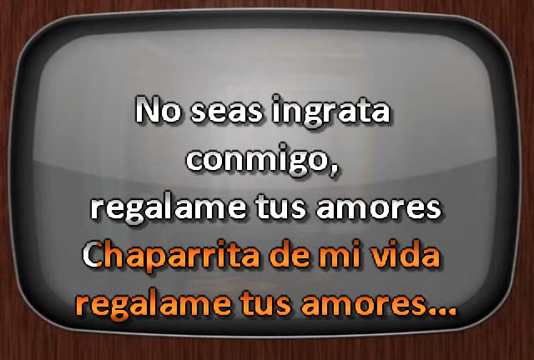 No seas ingrata
conmigo,
regalame tus amores
Chaparrita de mi vida
regalame tus amores...